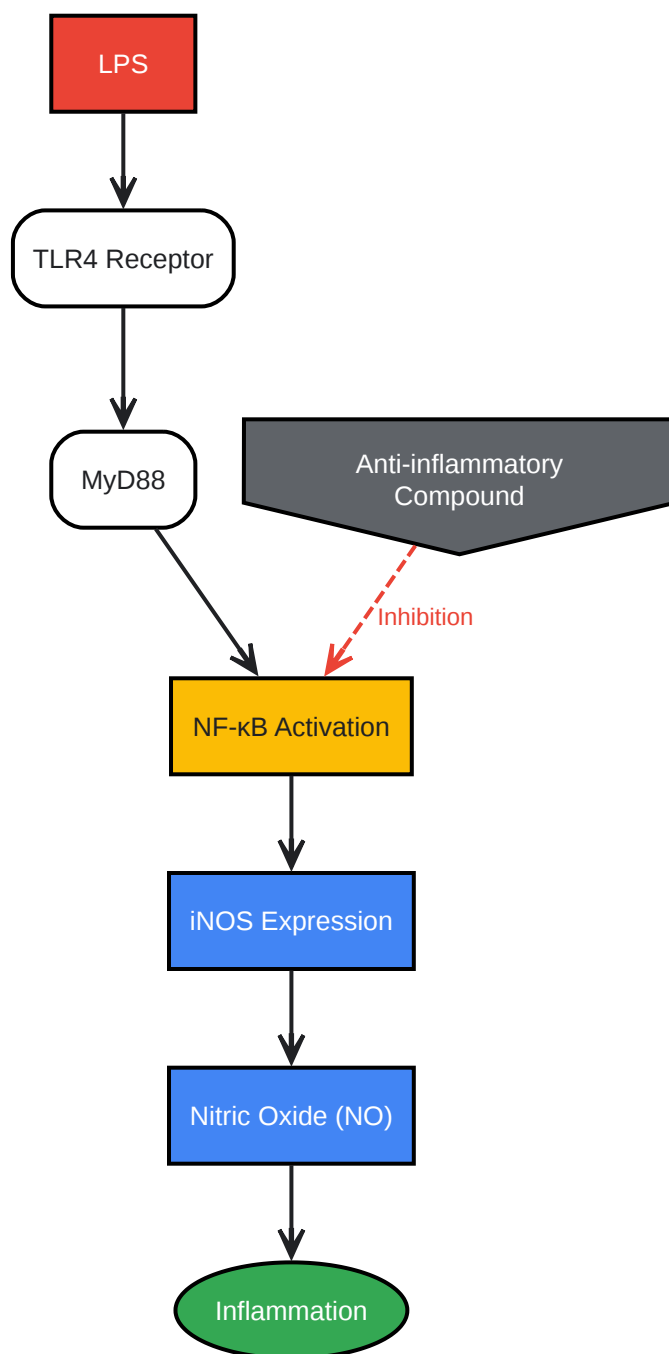 LPS
TLR4 Receptor
MyD88
Anti-inflammatory
Compound
Inhibition
NF-κB Activation
iNOS Expression
Nitric Oxide (NO)
Inflammation